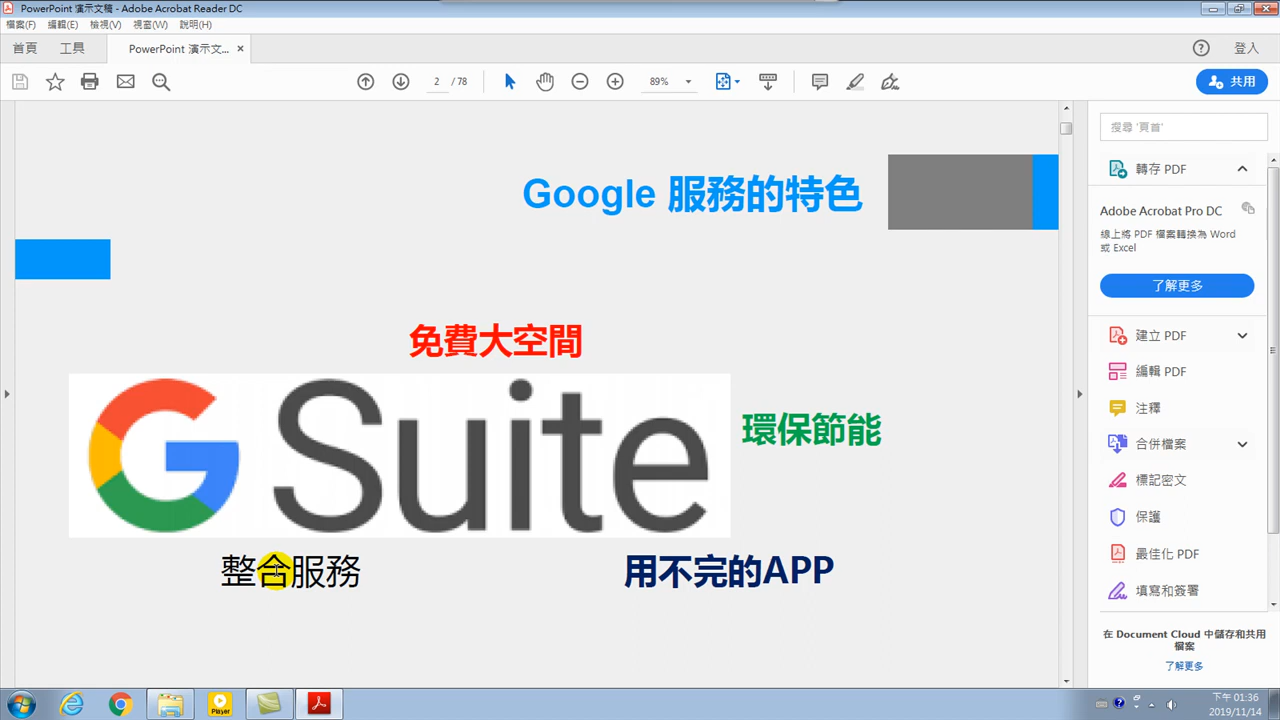 PowerPoint 演示文稿 - Adobe Acrobat Reader DC
檔案(F) 編輯(E) 檢視(V) 視窗(W) 說明(H)
首頁 工具 PowerPoint 演示文... × 登入
2 / 78 89% 共用
搜尋 '頁首'
Google 服務的特色
轉存 PDF
Adobe Acrobat Pro DC
線上將 PDF 檔案轉換為 Word
或 Excel
了解更多
免費大空間
建立 PDF
編輯 PDF
G Suite
環保節能
注釋
合併檔案
標記密文
保護
整合服務
用不完的APP
最佳化 PDF
填寫和簽署
在 Document Cloud 中儲存和共用
檔案
了解更多
Player
下午 01:36
2019/11/14